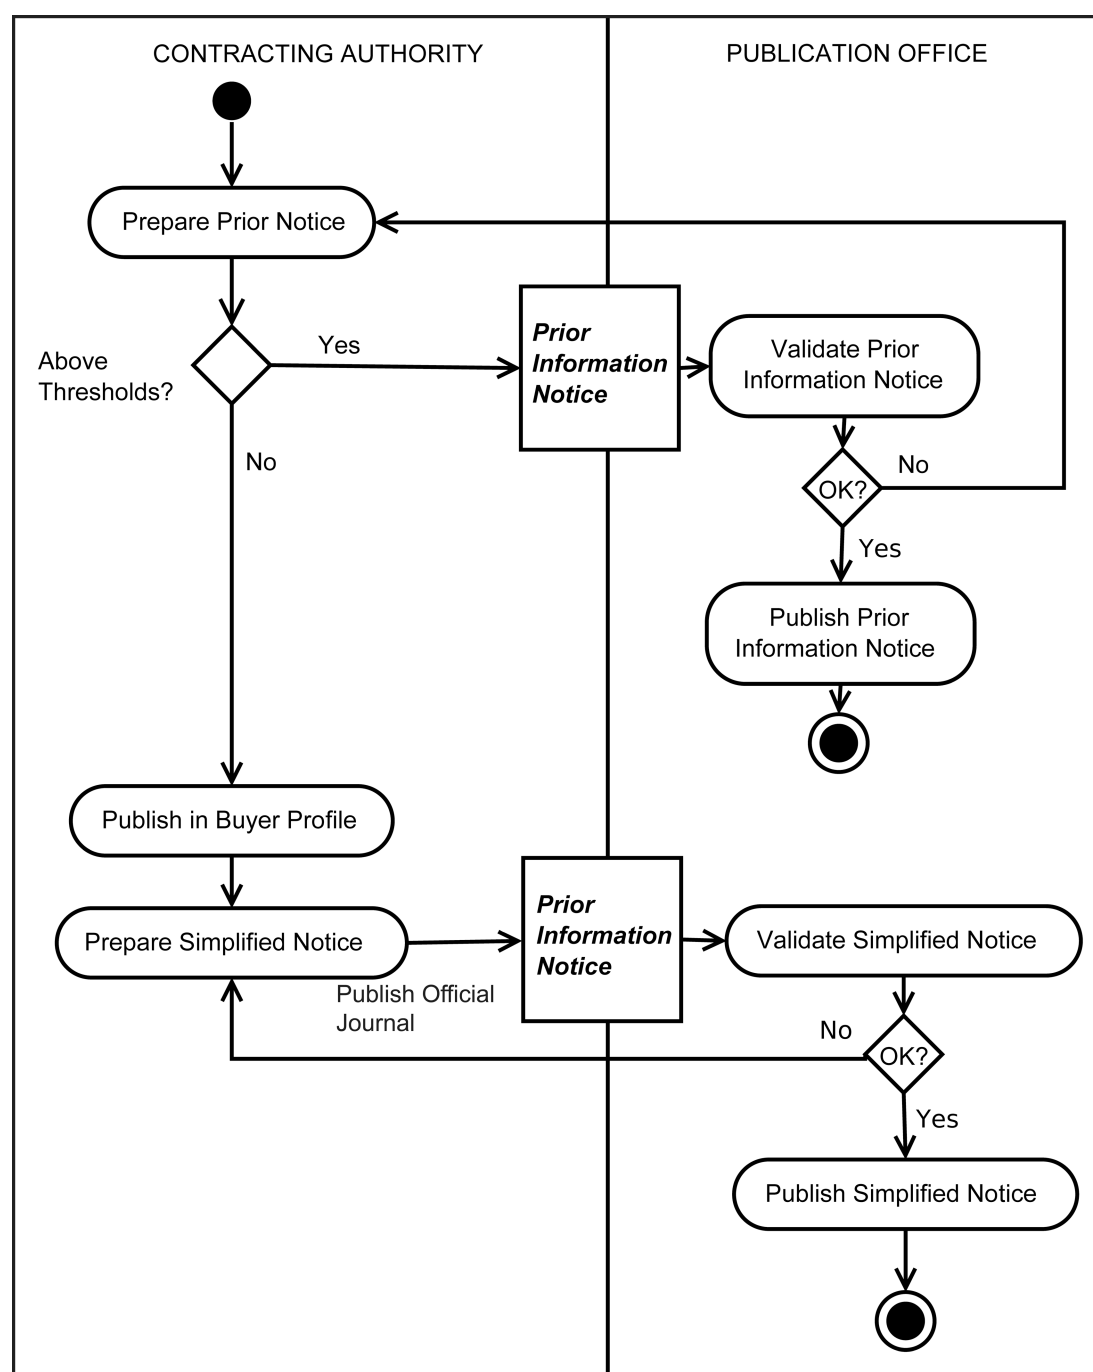 CONTRACTING AUTHORITY
PUBLICATION OFFICE
Prepare Prior Notice
Above
Thresholds?
Yes
No
Prior
Information
Notice
Validate Prior
Information Notice
OK?
No
Yes
Publish Prior
Information Notice
Publish in Buyer Profile
Prepare Simplified Notice
Publish Official
Journal
Prior
Information
Notice
Validate Simplified Notice
No
OK?
Yes
Publish Simplified Notice